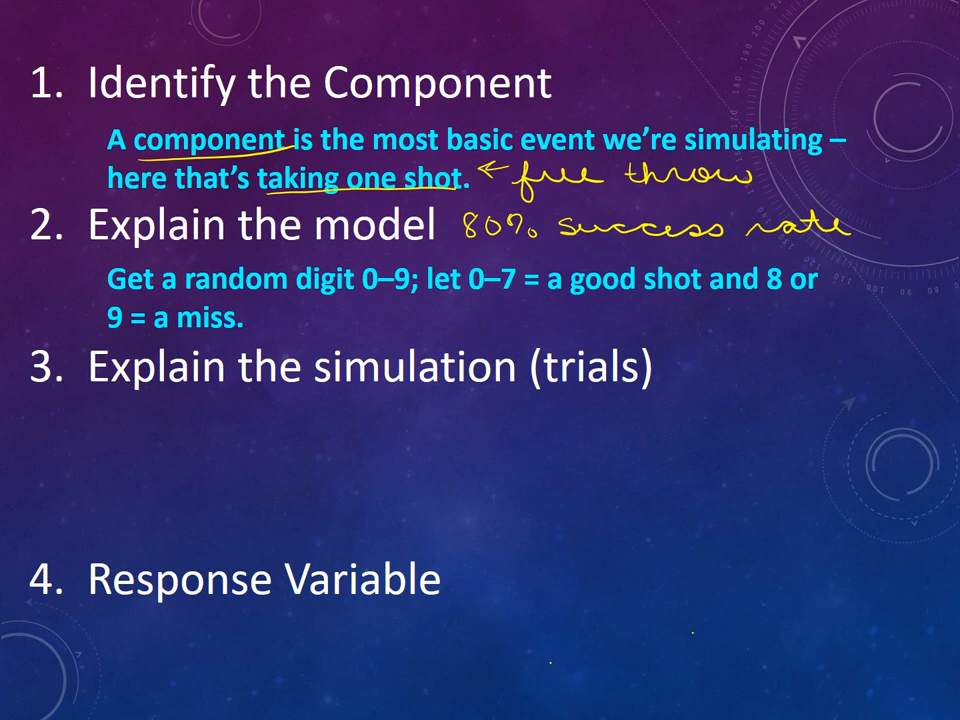 1. Identify the Component
A component is the most basic event we're simulating –
here that's taking one shot. ← free throw
2. Explain the model 80% success rate
Get a random digit 0–9; let 0–7 = a good shot and 8 or
9 = a miss.
3. Explain the simulation (trials)
4. Response Variable